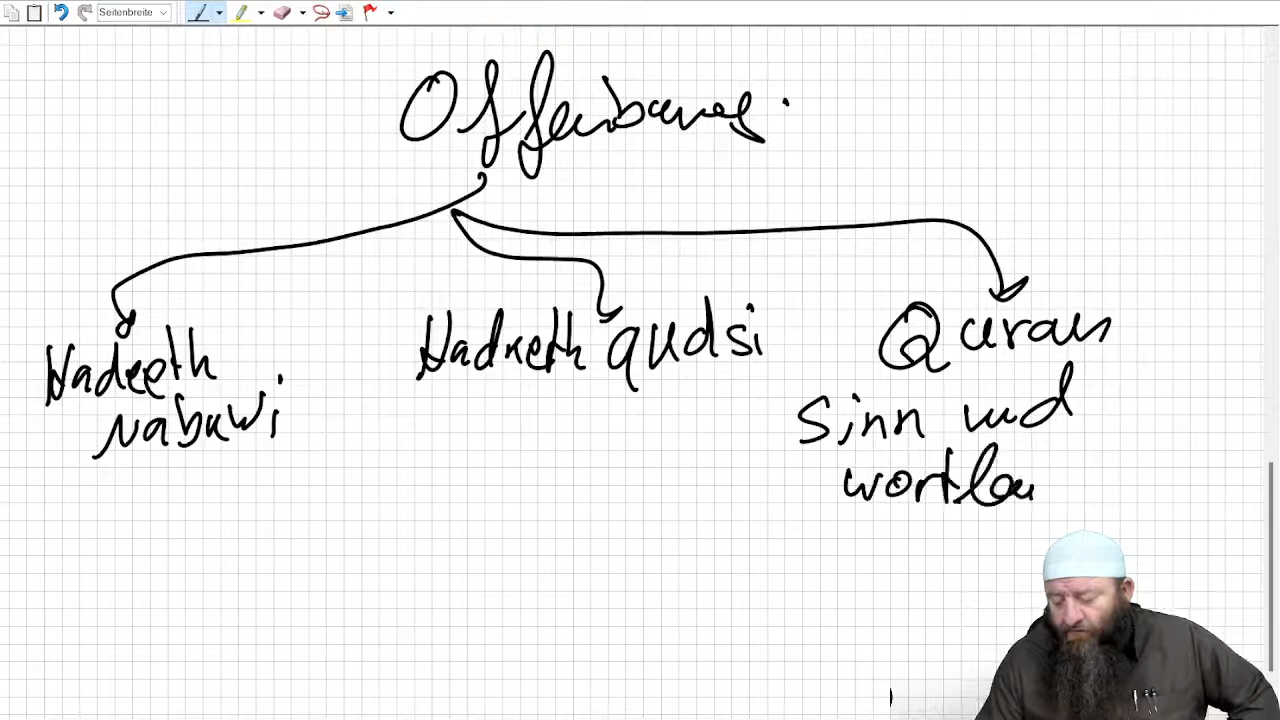 Seitenbreite
Offenbarung.
Hadeeth
Nabawi
Hadeeth qudsi
Quran
Sinn und
wortlau